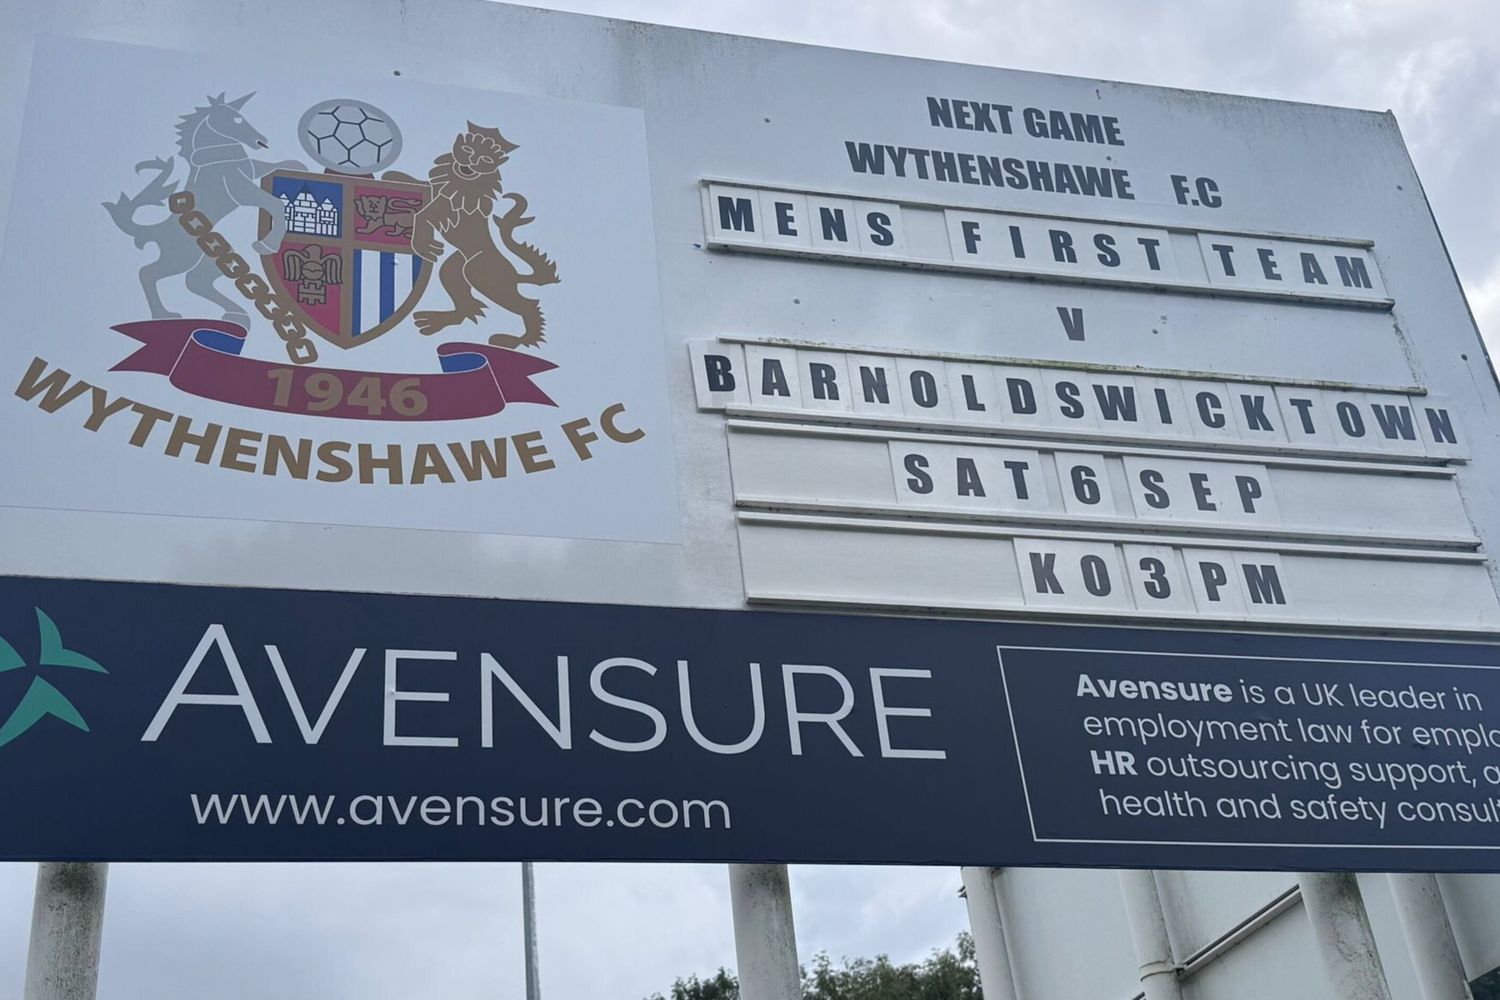 1946
WYTHENSHAWE FC
NEXT GAME
WYTHENSHAWE F.C
MENS FIRST TEAM
V
BARNOLDSWICKTOWN
SAT 6 SEP
KO 3PM
AVENSURE
www.avensure.com
Avensure is a UK leader in
employment law for emplo
HR outsourcing support, a
health and safety consult